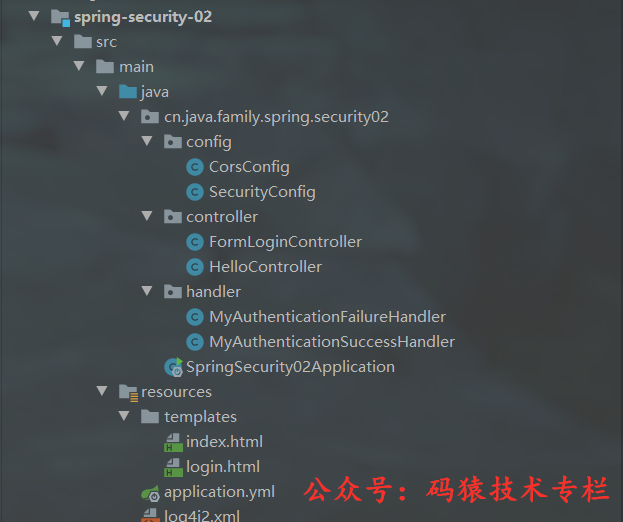 spring-security-02
src
main
java
cn.java.family.spring.security02
config
CorsConfig
SecurityConfig
controller
FormLoginController
HelloController
handler
MyAuthenticationFailureHandler
MyAuthenticationSuccessHandler
SpringSecurity02Application
resources
templates
index.html
login.html
application.yml
公众号：码猿技术专栏
log4j2.xml